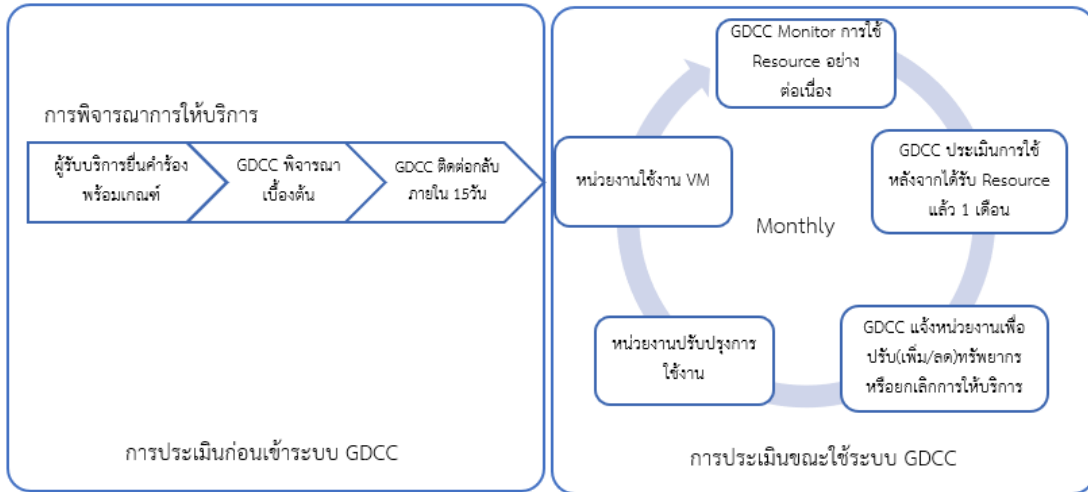 การพิจารณาการให้บริการ
ผู้รับบริการยื่นคำร้อง
พร้อมเกณฑ์
GDCC พิจารณา
เบื้องต้น
GDCC ติดต่อกลับ
ภายใน 15วัน
การประเมินก่อนเข้าระบบ GDCC
GDCC Monitor การใช้
Resource อย่าง
ต่อเนื่อง
GDCC ประเมินการใช้
หลังจากได้รับ Resource
แล้ว 1 เดือน
GDCC แจ้งหน่วยงานเพื่อ
ปรับ(เพิ่ม/ลด)ทรัพยากร
หรือยกเลิกการให้บริการ
หน่วยงานปรับปรุงการ
ใช้งาน
หน่วยงานใช้งาน VM
Monthly
การประเมินขณะใช้ระบบ GDCC